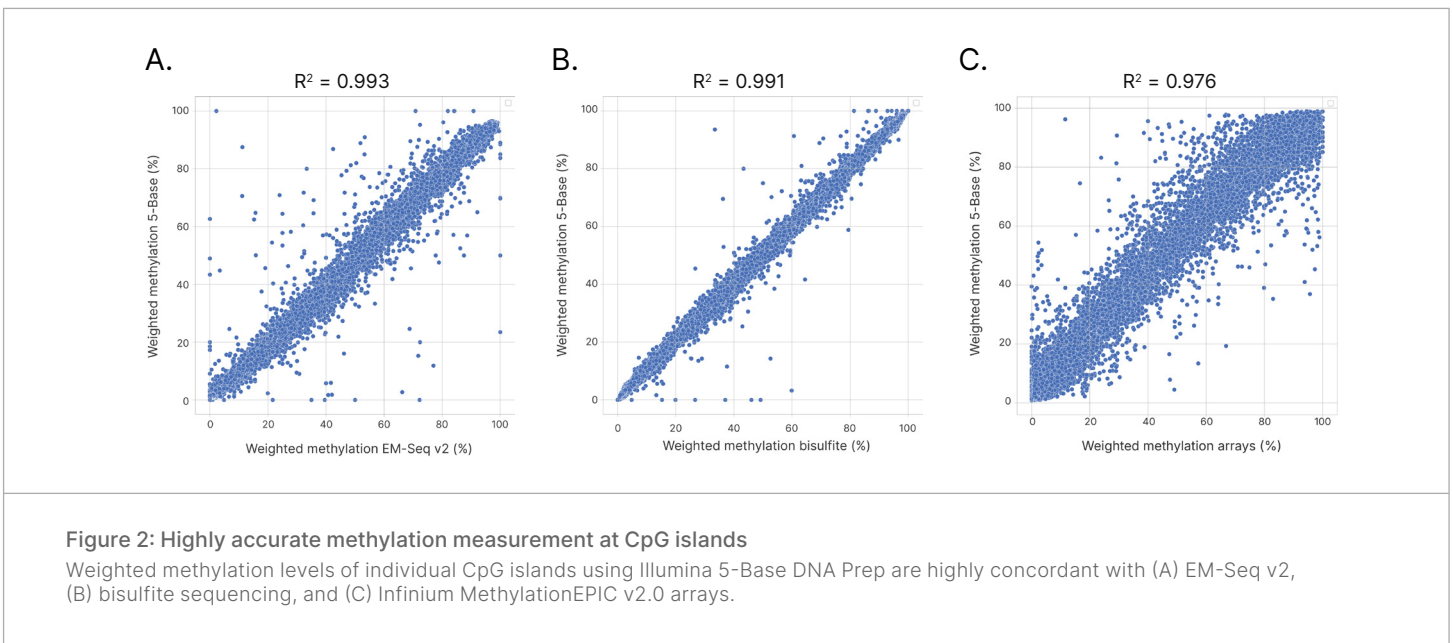 A.
R² = 0.993
100
80
60
40
20
0
Weighted methylation 5-Base (%)
0 20 40 60 80 100
Weighted methylation EM-Seq v2 (%)
B.
R² = 0.991
100
80
60
40
20
0
Weighted methylation 5-Base (%)
0 20 40 60 80 100
Weighted methylation bisulfite (%)
C.
R² = 0.976
100
80
60
40
20
0
Weighted methylation 5-Base (%)
0 20 40 60 80 100
Weighted methylation arrays (%)
Figure 2: Highly accurate methylation measurement at CpG islands
Weighted methylation levels of individual CpG islands using Illumina 5-Base DNA Prep are highly concordant with (A) EM-Seq v2,
(B) bisulfite sequencing, and (C) Infinium MethylationEPIC v2.0 arrays.